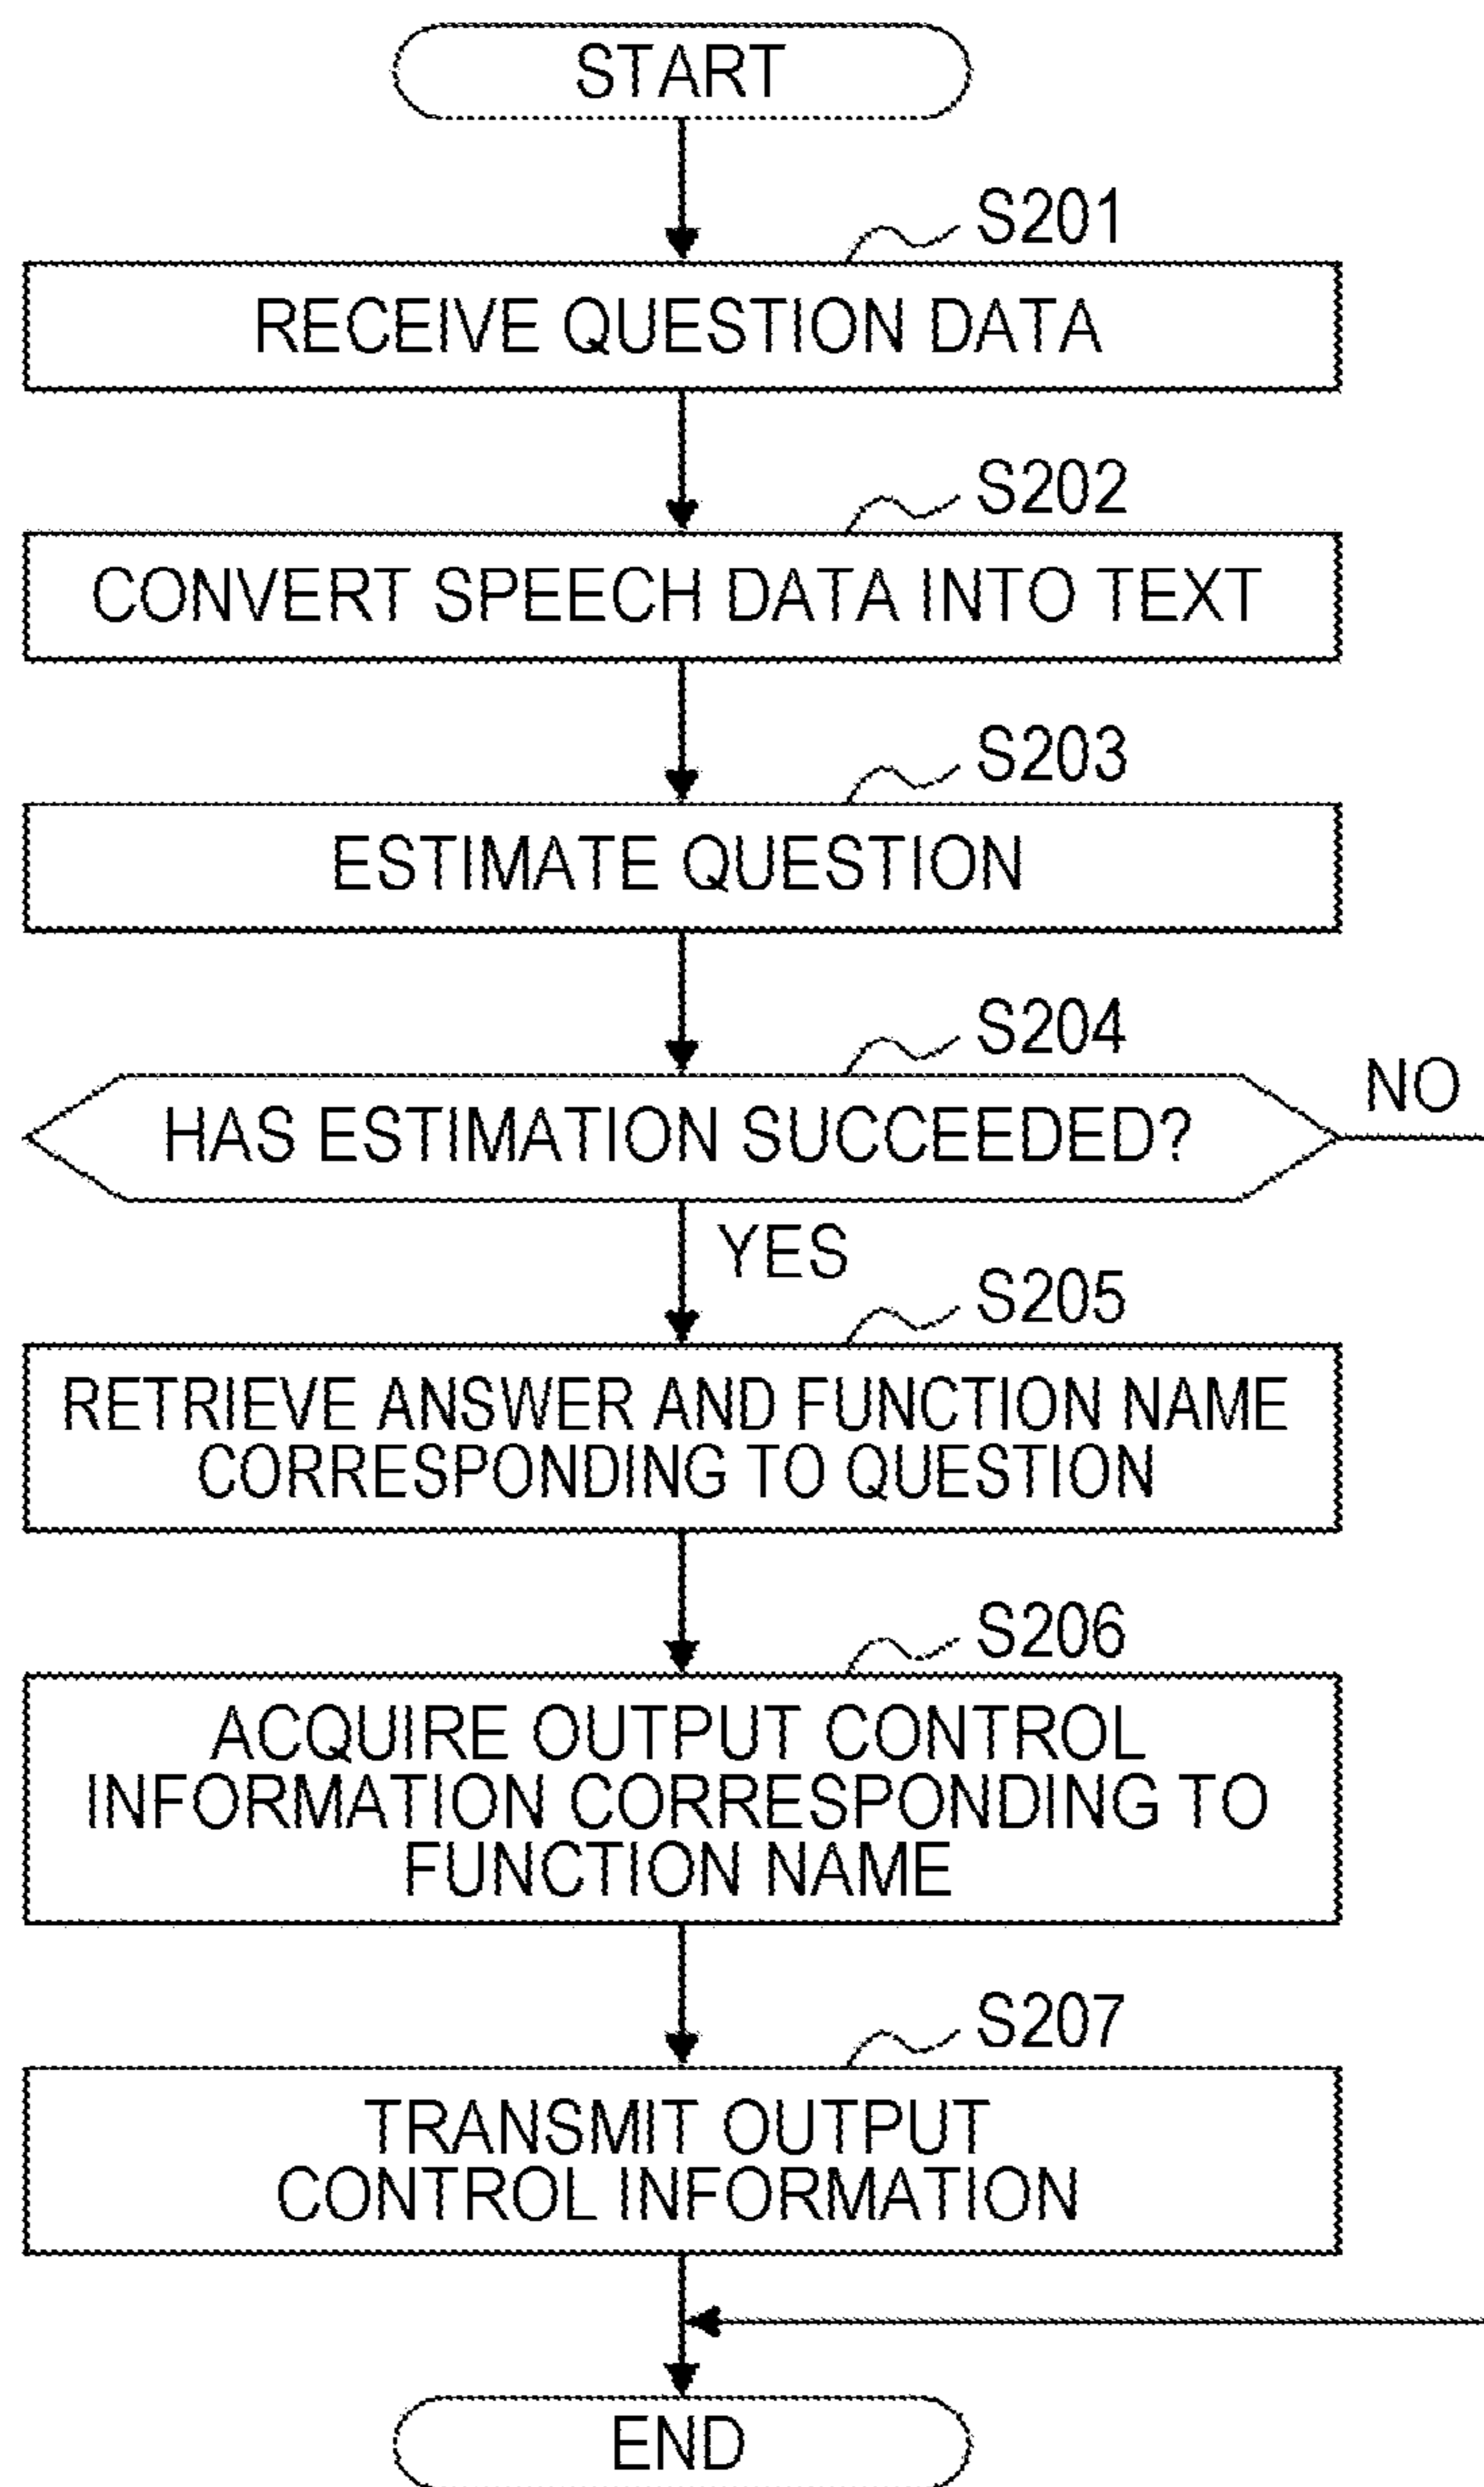 START
S201
RECEIVE QUESTION DATA
S202
CONVERT SPEECH DATA INTO TEXT
S203
ESTIMATE QUESTION
S204
HAS ESTIMATION SUCCEEDED?
NO
YES
S205
RETRIEVE ANSWER AND FUNCTION NAME
CORRESPONDING TO QUESTION
S206
ACQUIRE OUTPUT CONTROL
INFORMATION CORRESPONDING TO
FUNCTION NAME
S207
TRANSMIT OUTPUT
CONTROL INFORMATION
END